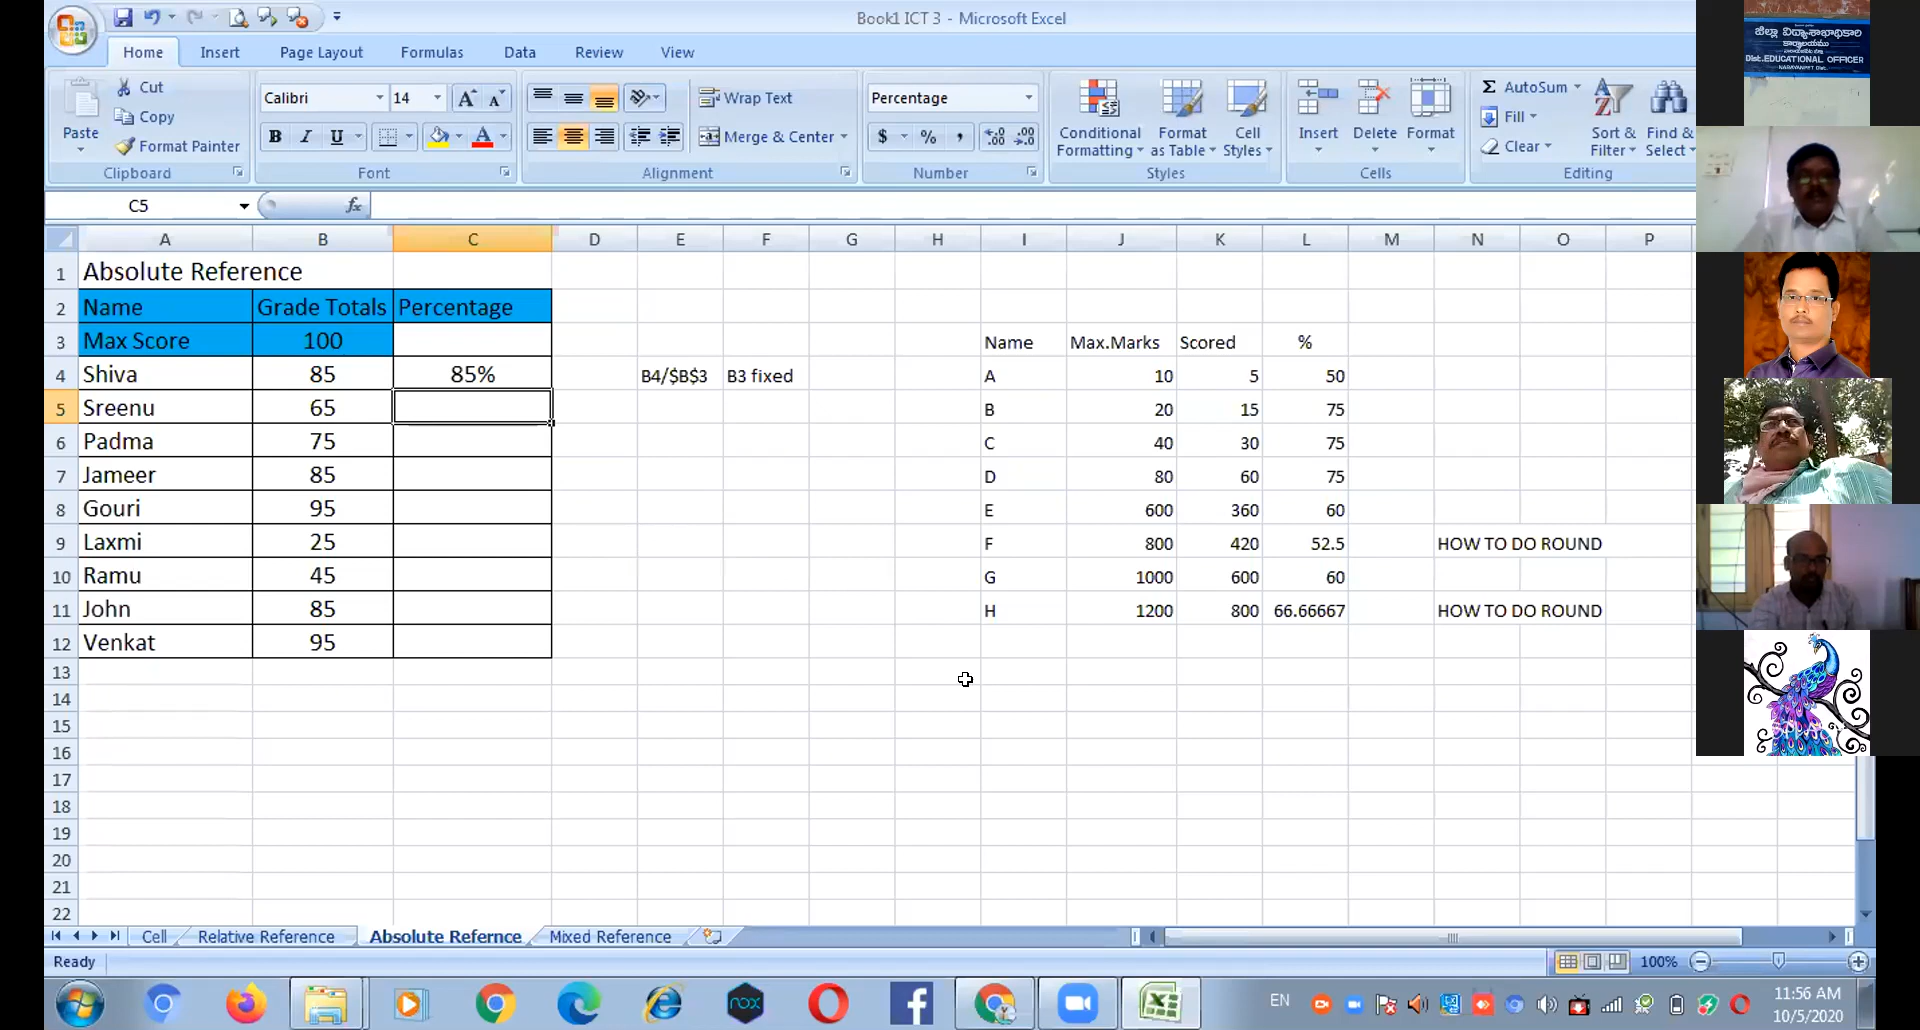 Book1 ICT 3 - Microsoft Excel
Home Insert Page Layout Formulas Data Review View
Cut
Copy
Format Painter
Paste
Clipboard
Calibri 14
B I U
Font
Wrap Text
Merge & Center
Alignment
Percentage
$ % ,
Number
Conditional Formatting
Format as Table
Cell Styles
Styles
Insert Delete Format
Cells
AutoSum
Fill
Clear
Sort & Filter
Find & Select
Editing
C5 fx
A B C D E F G H I J K L M N O P
1 Absolute Reference
2 Name Grade Totals Percentage
3 Max Score 100 Name Max.Marks Scored %
4 Shiva 85 85% B4/$B$3 B3 fixed A 10 5 50
5 Sreenu 65 B 20 15 75
6 Padma 75 C 40 30 75
7 Jameer 85 D 80 60 75
8 Gouri 95 E 600 360 60
9 Laxmi 25 F 800 420 52.5 HOW TO DO ROUND
10 Ramu 45 G 1000 600 60
11 John 85 H 1200 800 66.66667 HOW TO DO ROUND
12 Venkat 95
13
14
15
16
17
18
19
20
21
22
Cell Relative Reference Absolute Refernce Mixed Reference
Ready 100%
nox
EN
11:56 AM
10/5/2020
Dist.EDUCATIONAL OFFICER
NARAYANPET Dist.